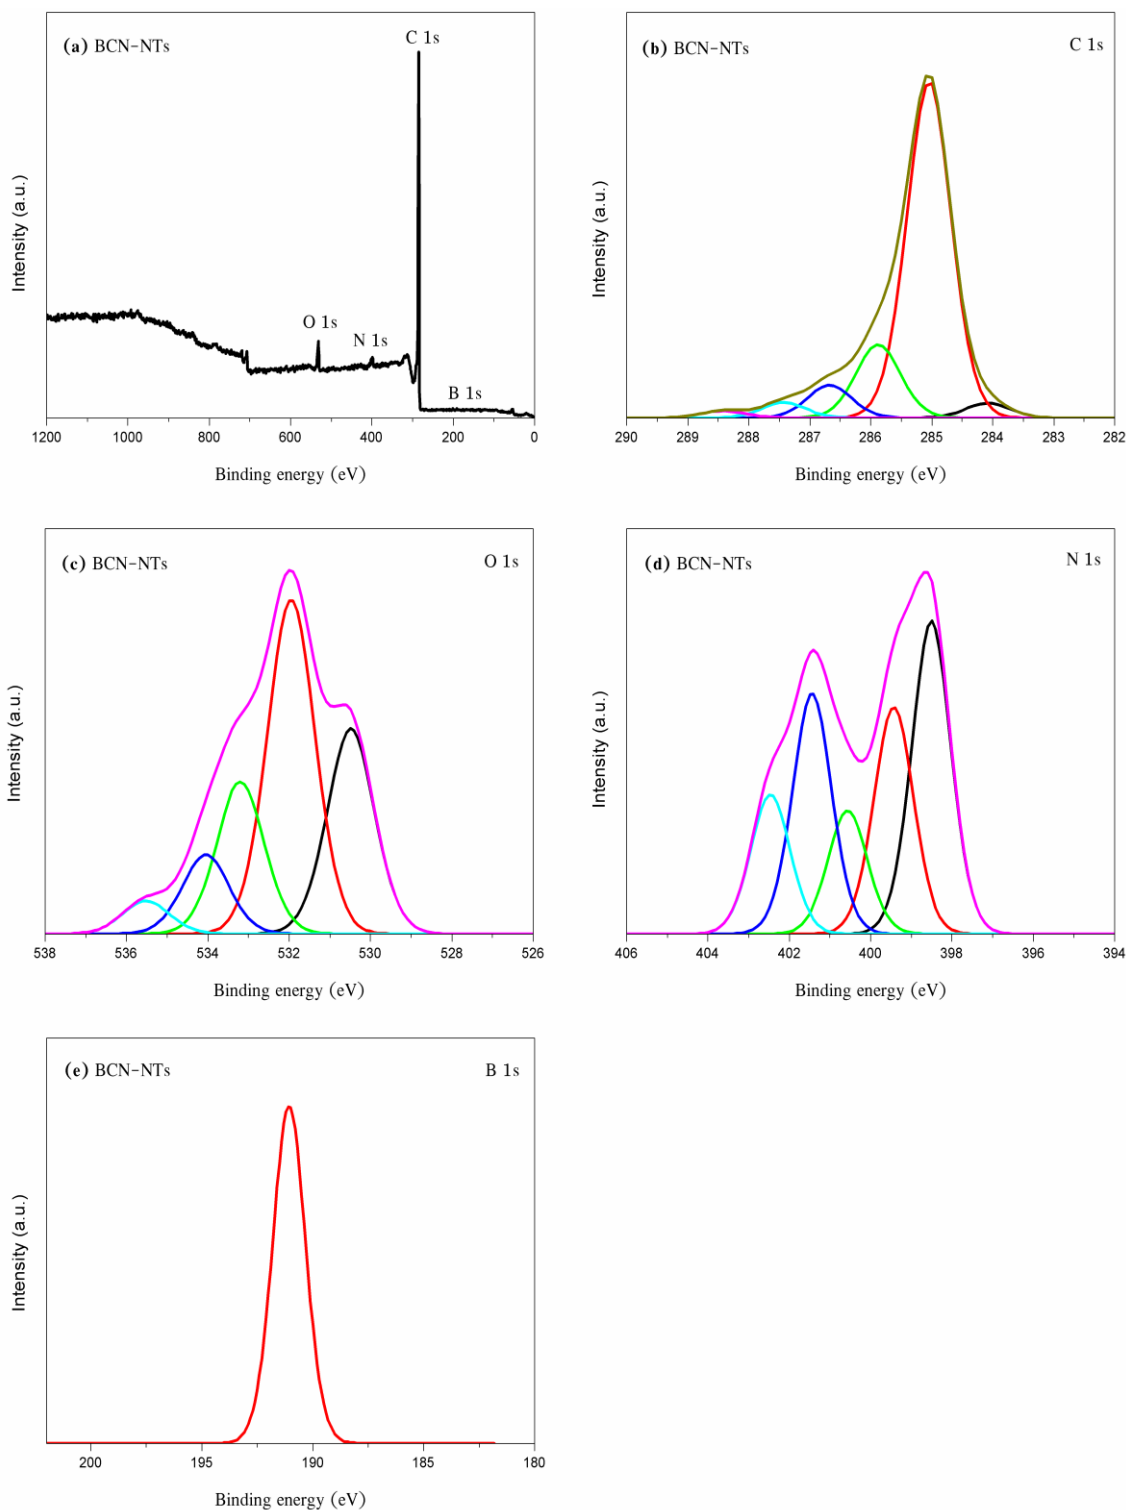 (a) BCN-NTs
C 1s
O 1s
N 1s
B 1s
Intensity (a.u.)
1200 1000 800 600 400 200 0
Binding energy (eV)
(b) BCN-NTs
C 1s
Intensity (a.u.)
290 289 288 287 286 285 284 283 282
Binding energy (eV)
(c) BCN-NTs
O 1s
Intensity (a.u.)
538 536 534 532 530 528 526
Binding energy (eV)
(d) BCN-NTs
N 1s
Intensity (a.u.)
406 404 402 400 398 396 394
Binding energy (eV)
(e) BCN-NTs
B 1s
Intensity (a.u.)
200 195 190 185 180
Binding energy (eV)